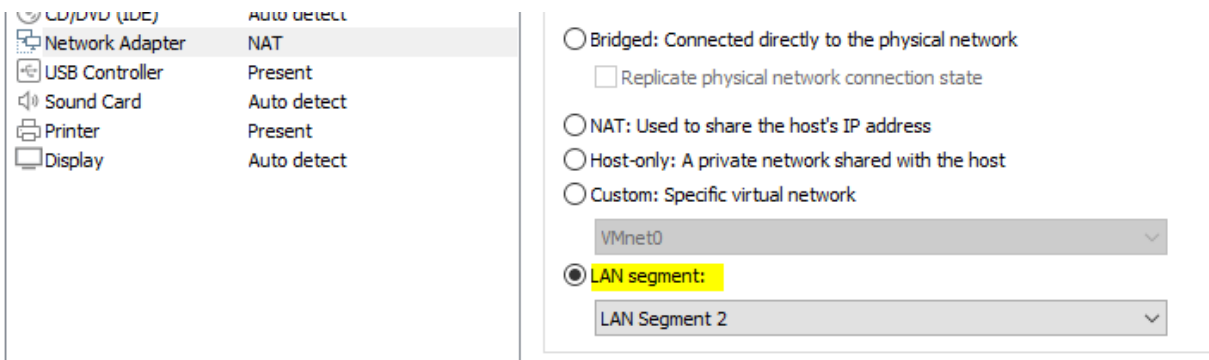 CD/DVD (IDE) Auto detect
Network Adapter NAT
USB Controller Present
Sound Card Auto detect
Printer Present
Display Auto detect
Bridged: Connected directly to the physical network
Replicate physical network connection state
NAT: Used to share the host's IP address
Host-only: A private network shared with the host
Custom: Specific virtual network
VMnet0
LAN segment:
LAN Segment 2